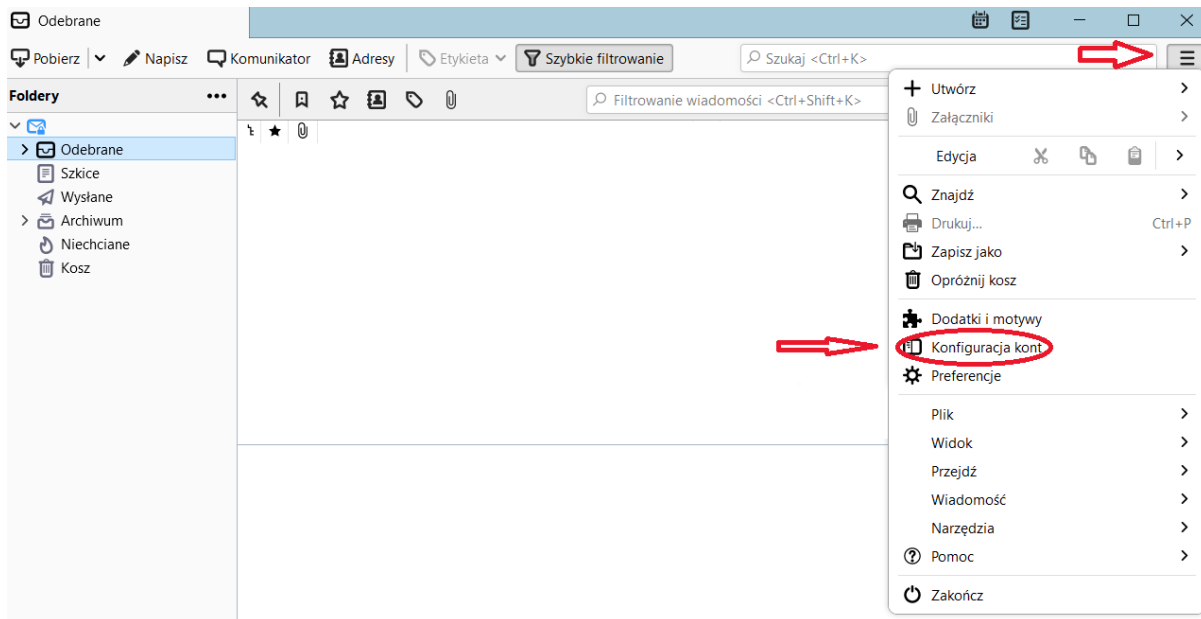 Odebrane
Pobierz Napisz Komunikator Adresy Etykieta Szybkie filtrowanie Szukaj <Ctrl+K>
Foldery
Filtrowanie wiadomości <Ctrl+Shift+K>
Odebrane
Szkice
Wysłane
Archiwum
Niechciane
Kosz
Utwórz
Załączniki
Edycja
Znajdź
Drukuj... Ctrl+P
Zapisz jako
Opróżnij kosz
Dodatki i motywy
Konfiguracja kont
Preferencje
Plik
Widok
Przejdź
Wiadomość
Narzędzia
Pomoc
Zakończ